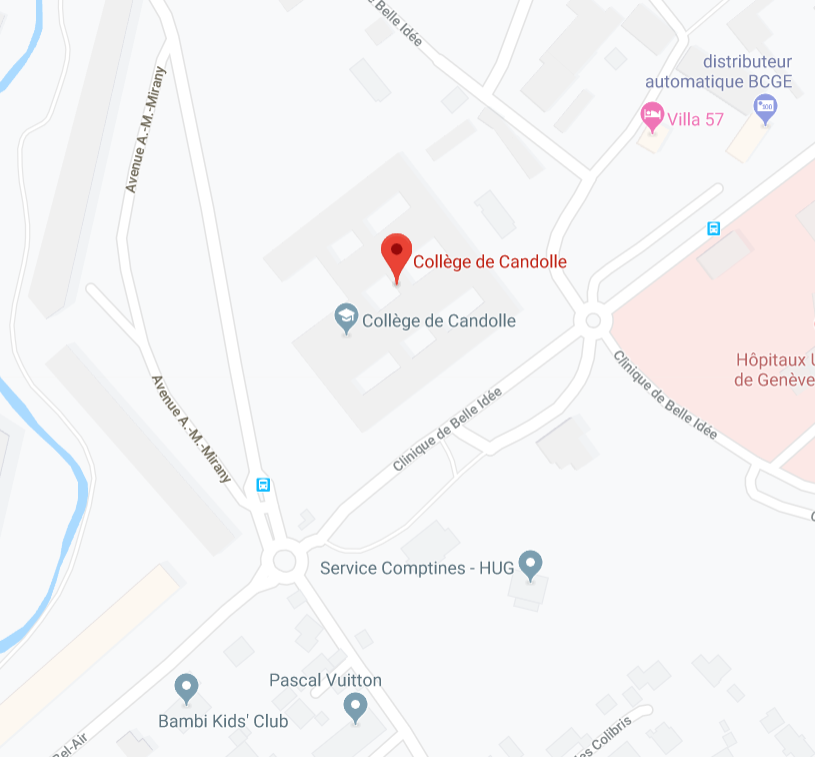 de Belle Idée
distributeur
automatique BCGE
Villa 57
Avenue A.-M.-Mirany
Collège de Candolle
Collège de Candolle
Hôpitaux
de Genève
Clinique de Belle Idée
Clinique de Belle Idée
Avenue A.-M.-Mirany
Service Comptines - HUG
Pascal Vuitton
Bambi Kids' Club
Bel-Air
les Colibris